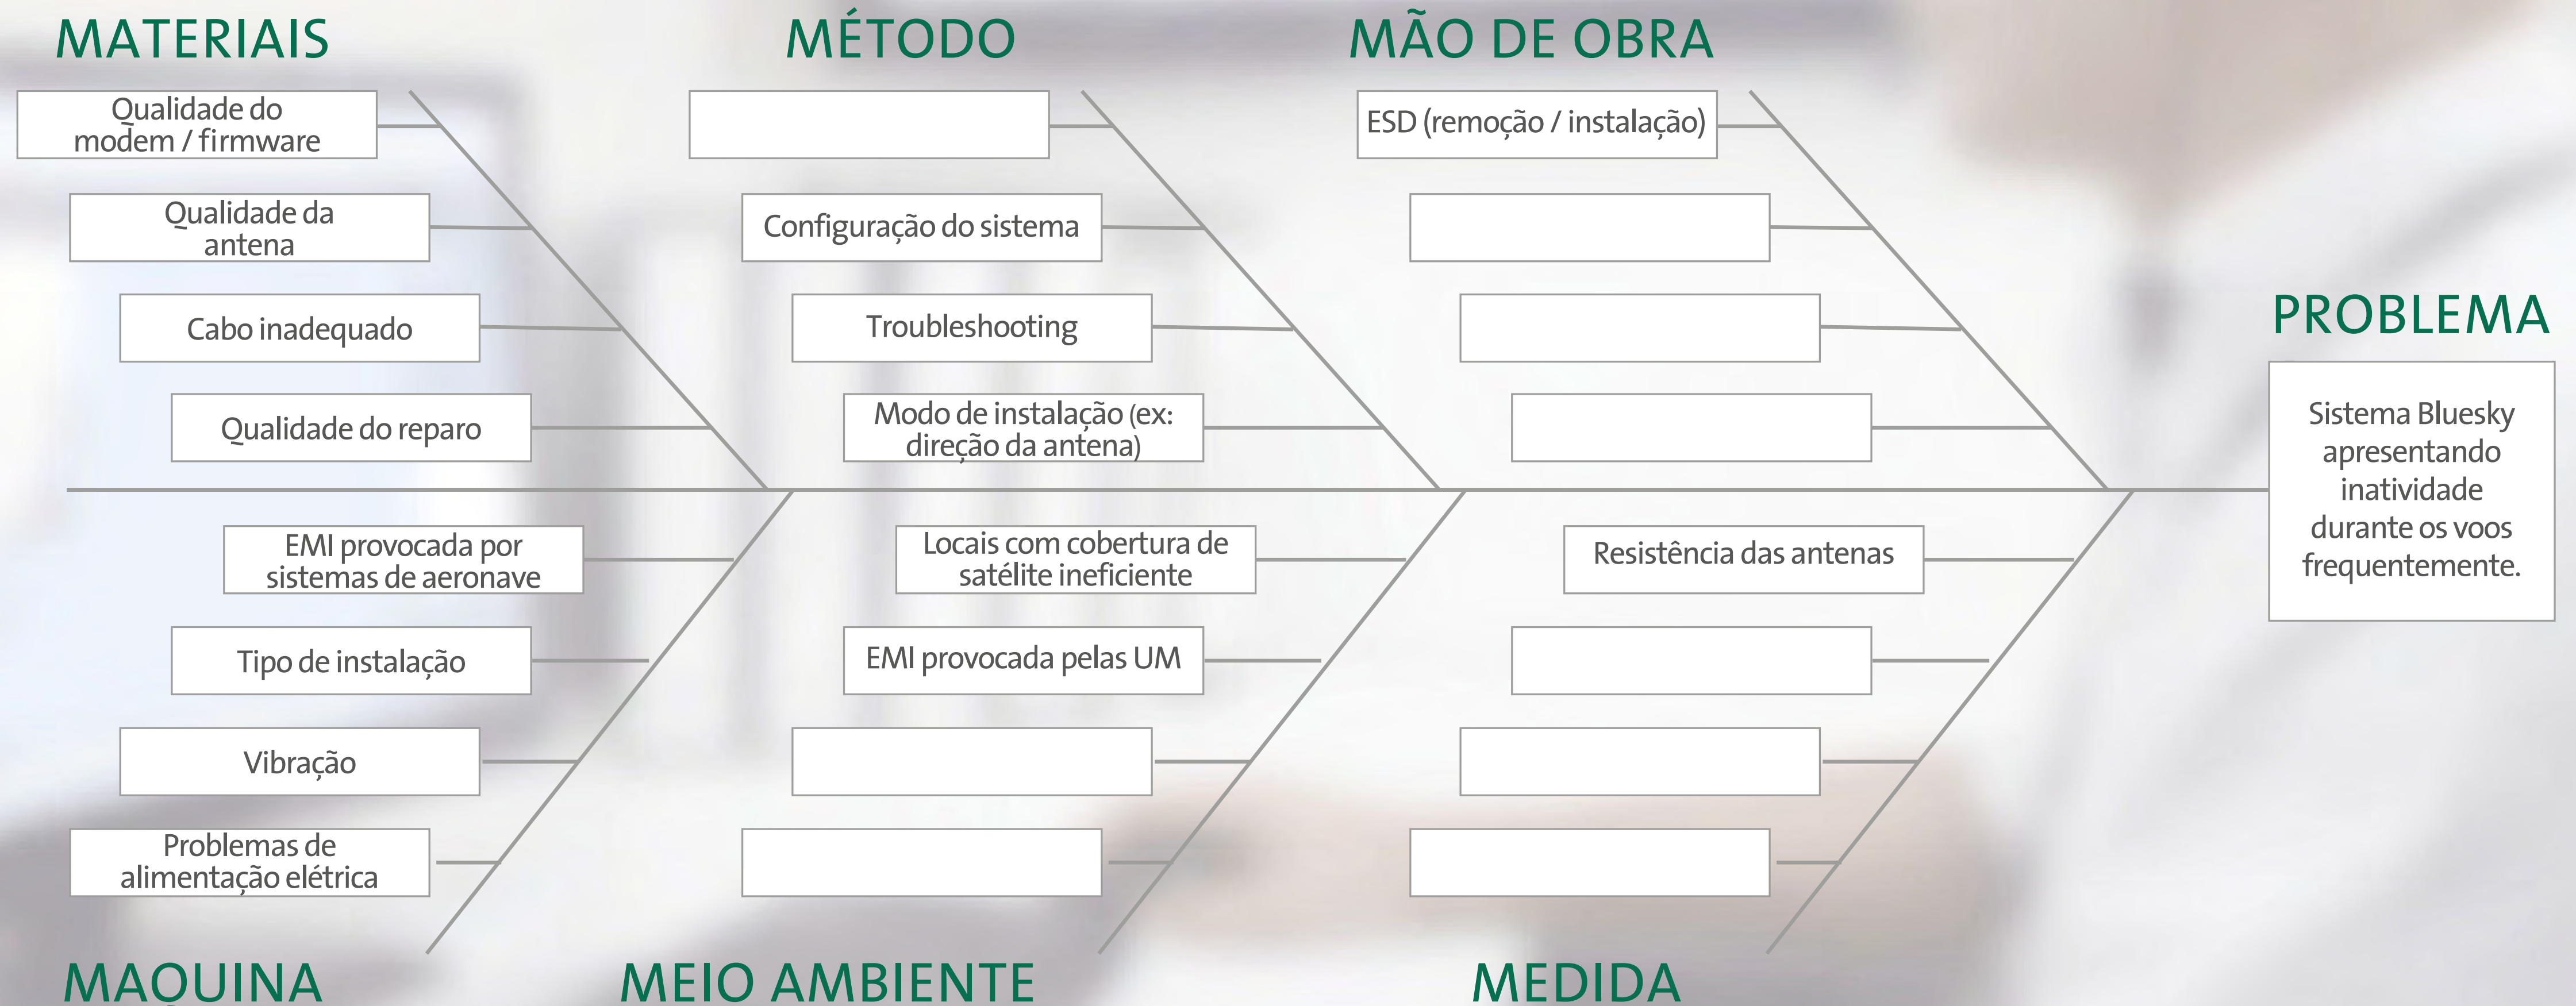 MATERIAIS
Qualidade do
modem / firmware
Qualidade da
antena
Cabo inadequado
Qualidade do reparo
MÉTODO
Configuração do sistema
Troubleshooting
Modo de instalação (ex:
direção da antena)
MÃO DE OBRA
ESD (remoção / instalação)
PROBLEMA
Sistema Bluesky
apresentando
inatividade
durante os voos
frequentemente.
EMI provocada por
sistemas de aeronave
Tipo de instalação
Vibração
Problemas de
alimentação elétrica
MAQUINA
Locais com cobertura de
satélite ineficiente
EMI provocada pelas UM
MEIO AMBIENTE
Resistência das antenas
MEDIDA